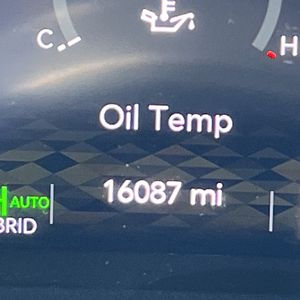 C H
Oil Temp
16087 mi
H AUTO
BRID